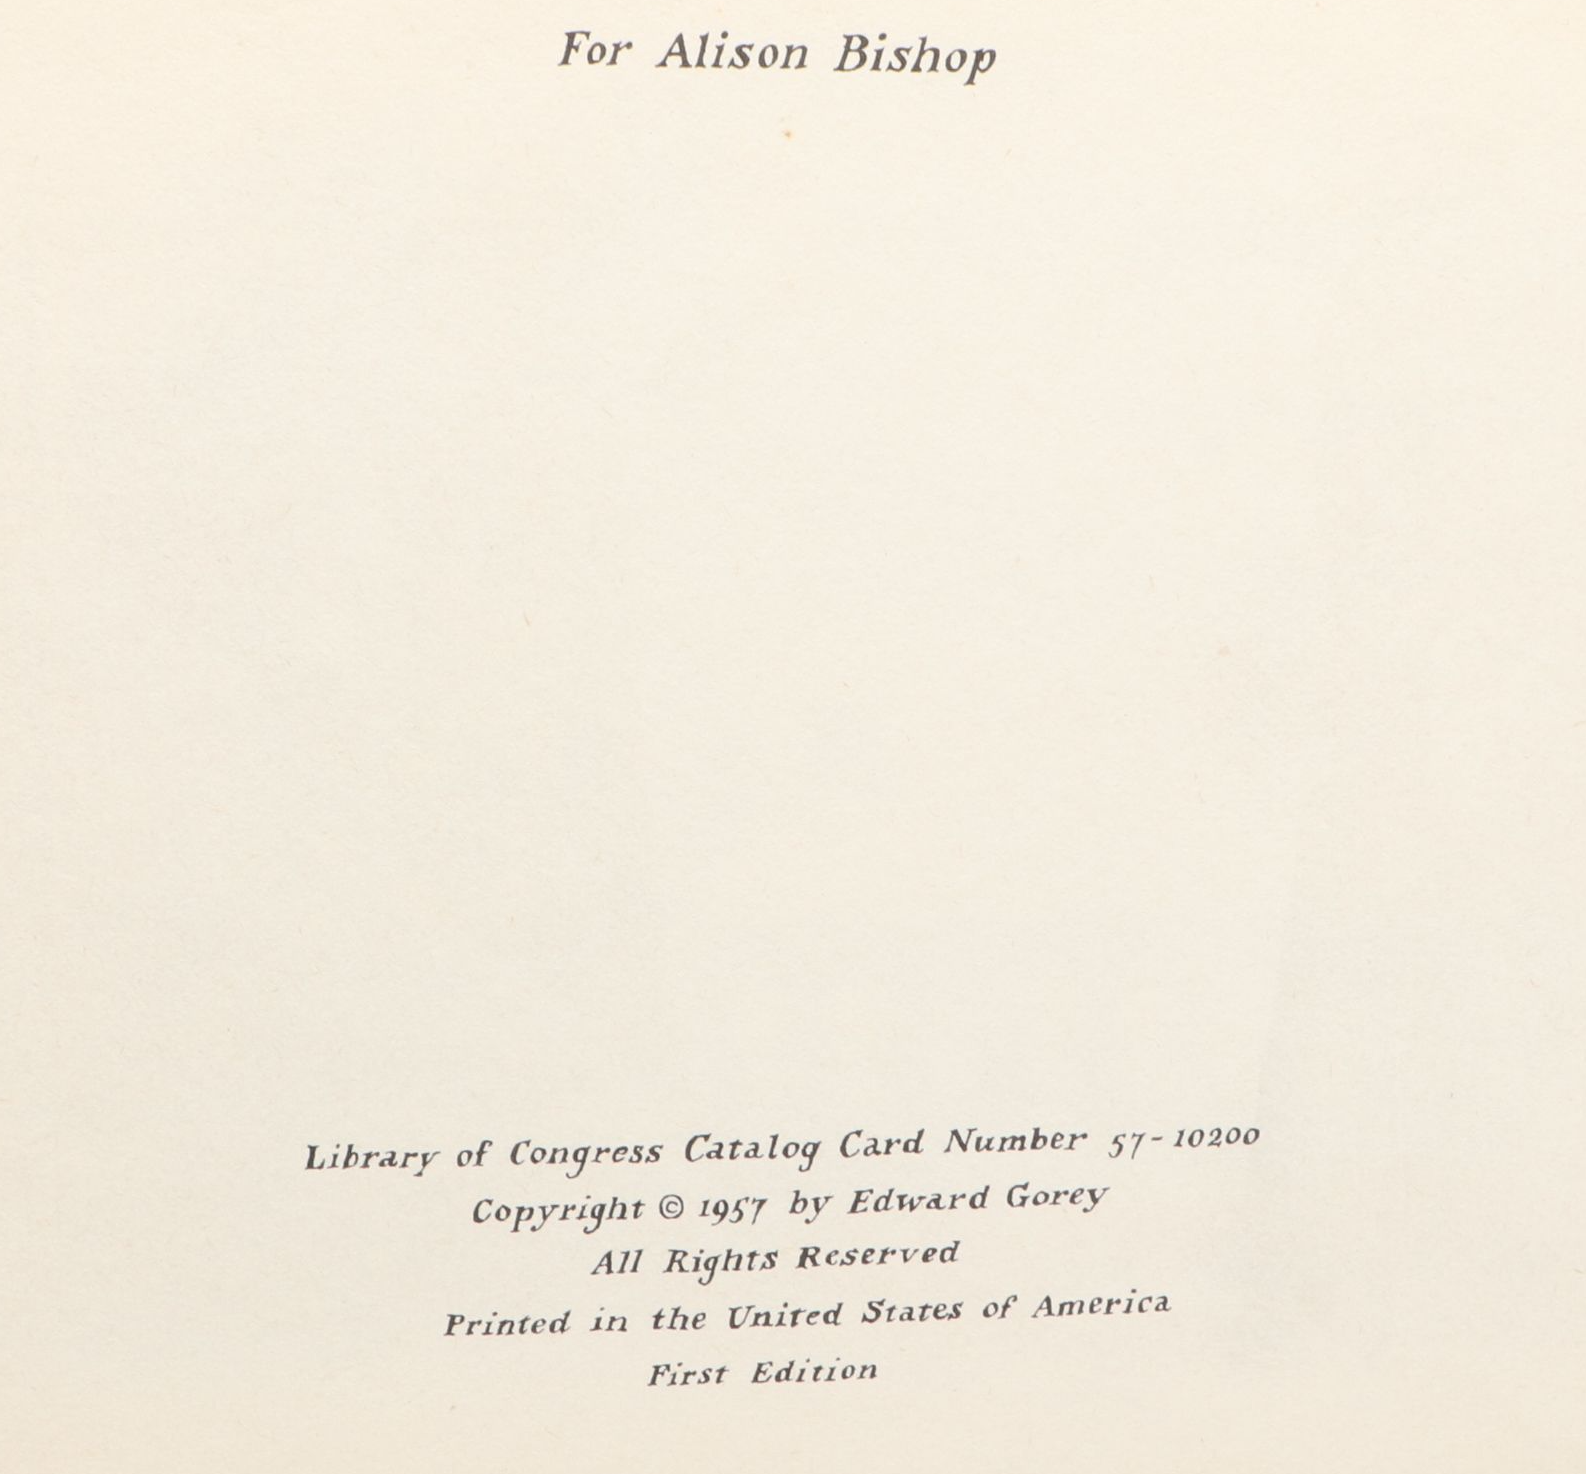 For Alison Bishop
Library of Congress Catalog Card Number 57-10200
Copyright © 1957 by Edward Gorey
All Rights Reserved
Printed in the United States of America
First Edition